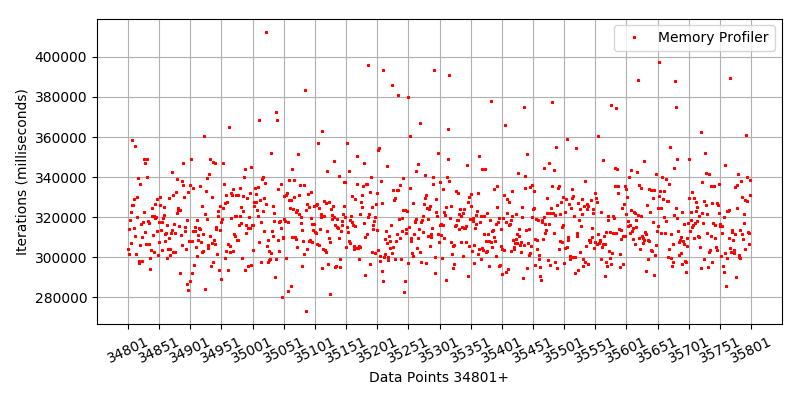 Memory Profiler
Iterations (milliseconds)
400000
380000
360000
340000
320000
300000
280000
34801 34851 34901 34951 35001 35051 35101 35151 35201 35251 35301 35351 35401 35451 35501 35551 35601 35651 35701 35751 35801
Data Points 34801+